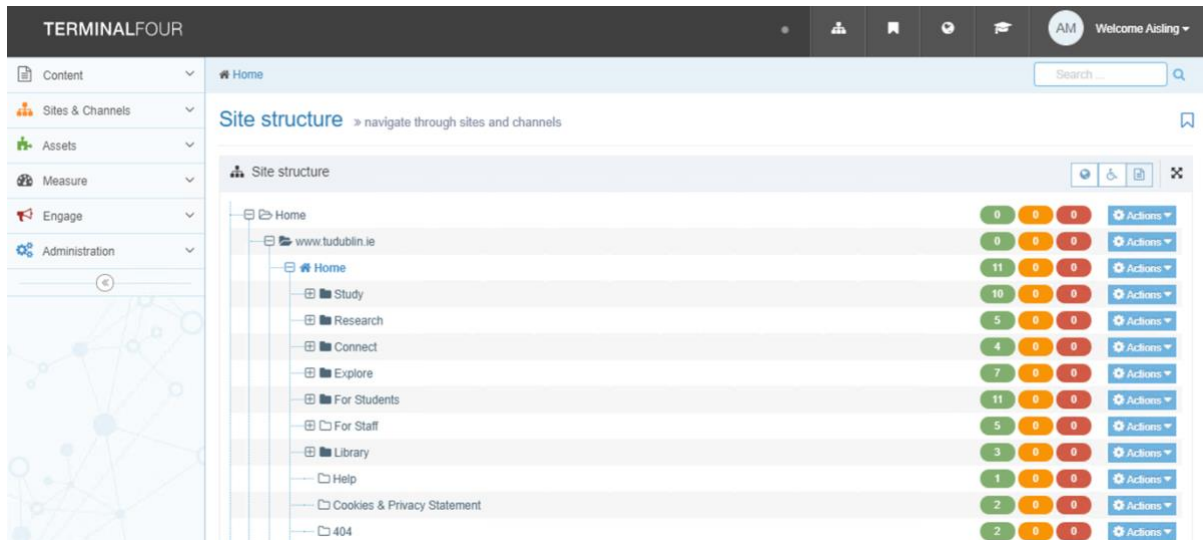 TERMINALFOUR AM Welcome Aisling
Content Home Search ...
Sites & Channels
Site structure » navigate through sites and channels
Assets
Measure Site structure
Engage Home 0 0 0 Actions
Administration www.tudublin.ie 0 0 0 Actions
Home 11 0 0 Actions
Study 10 0 0 Actions
Research 5 0 0 Actions
Connect 4 0 0 Actions
Explore 7 0 0 Actions
For Students 11 0 0 Actions
For Staff 5 0 0 Actions
Library 3 0 0 Actions
Help 1 0 0 Actions
Cookies & Privacy Statement 2 0 0 Actions
404 2 0 0 Actions